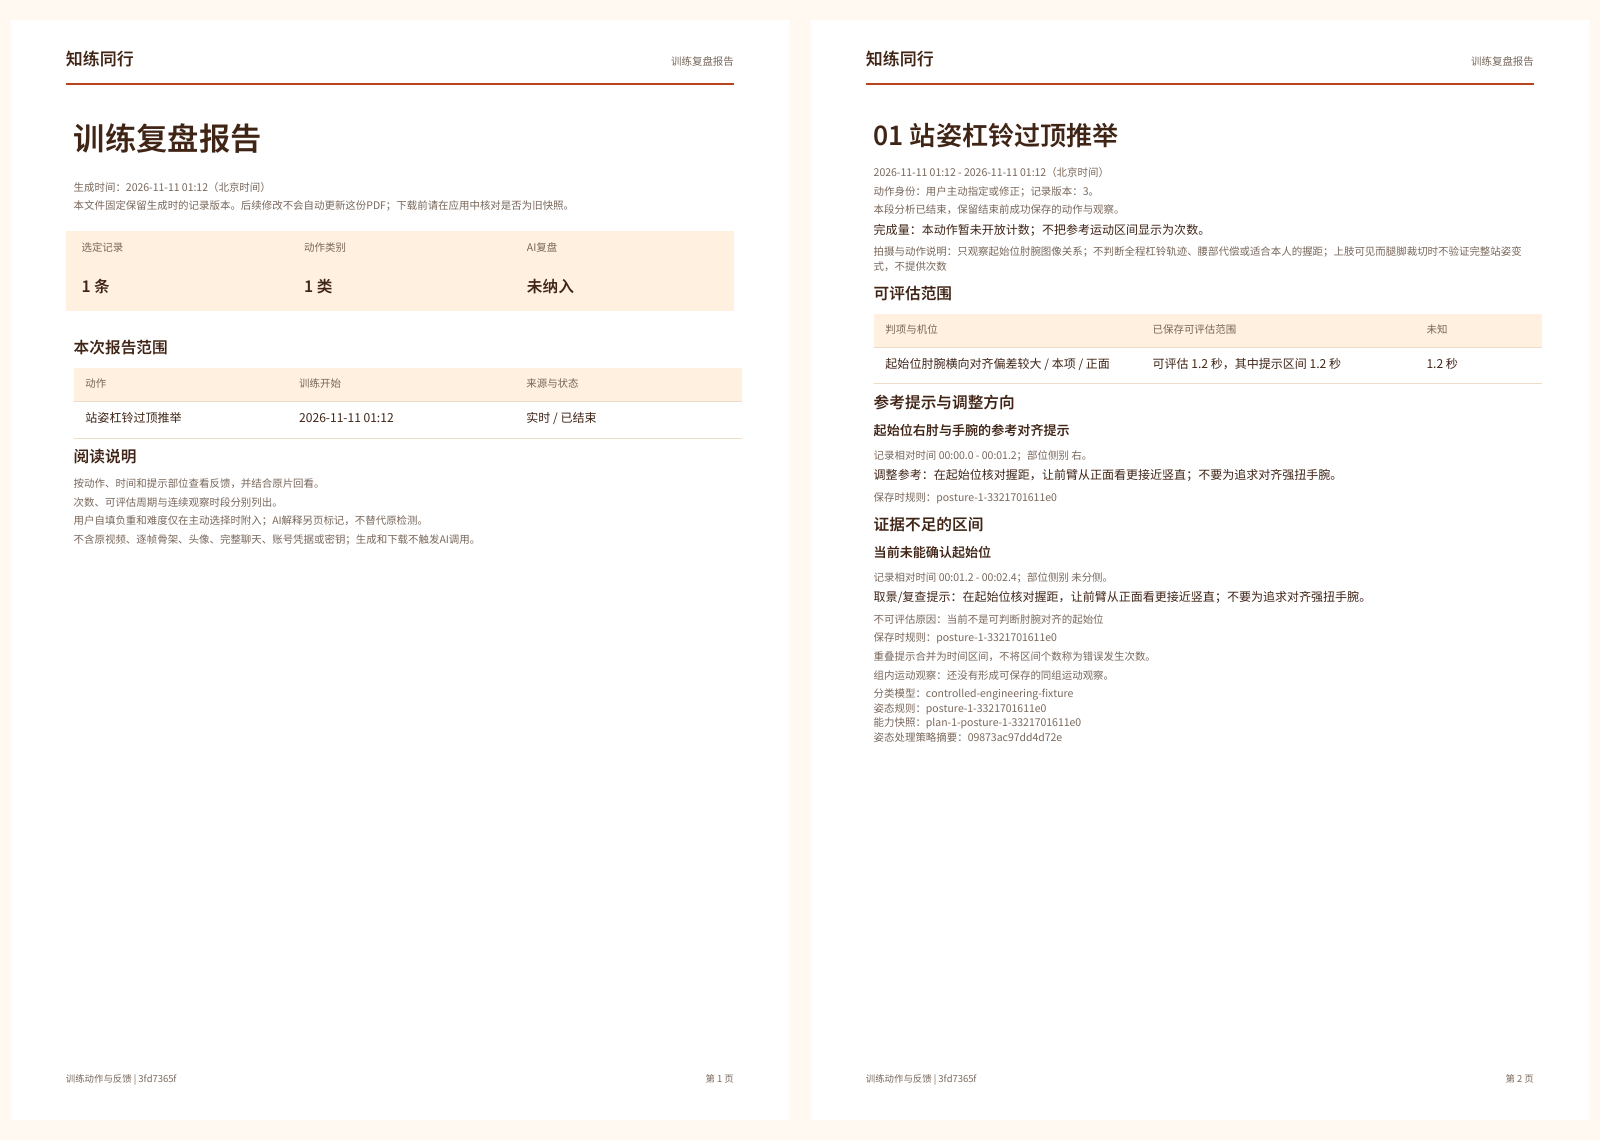 知练同行
训练复盘报告
训练复盘报告
生成时间：2026-11-11 01:12（北京时间）
本文件固定保留生成时的记录版本。后续修改不会自动更新这份PDF；下载前请在应用中核对是否为旧快照。
选定记录 动作类别 AI复盘
1 条 1 类 未纳入
本次报告范围
动作 训练开始 来源与状态
站姿杠铃过顶推举 2026-11-11 01:12 实时 / 已结束
阅读说明
按动作、时间和提示部位查看反馈，并结合原片回看。
次数、可评估周期与连续观察时段分别列出。
用户自填负重和难度仅在主动选择时附入；AI解释另页标记，不替代原检测。
不含原视频、逐帧骨架、头像、完整聊天、账号凭据或密钥；生成和下载不触发AI调用。
训练动作与反馈 | 3fd7365f
第 1 页
知练同行
训练复盘报告
01 站姿杠铃过顶推举
2026-11-11 01:12 - 2026-11-11 01:12（北京时间）
动作身份：用户主动指定或修正；记录版本：3。
本段分析已结束，保留结束前成功保存的动作与观察。
完成量：本动作暂未开放计数；不把参考运动区间显示为次数。
拍摄与动作说明：只观察起始位肘腕图像关系；不判断全程杠铃轨迹、腰部代偿或适合本人的握距；上肢可见而腿脚裁切时不验证完整站姿变
式，不提供次数
可评估范围
判项与机位 已保存可评估范围 未知
起始位肘腕横向对齐偏差较大 / 本项 / 正面 可评估 1.2 秒，其中提示区间 1.2 秒 1.2 秒
参考提示与调整方向
起始位右肘与手腕的参考对齐提示
记录相对时间 00:00.0 - 00:01.2；部位侧别 右。
调整参考：在起始位核对握距，让前臂从正面看更接近竖直；不要为追求对齐强扭手腕。
保存时规则：posture-1-3321701611e0
证据不足的区间
当前未能确认起始位
记录相对时间 00:01.2 - 00:02.4；部位侧别 未分侧。
取景/复查提示：在起始位核对握距，让前臂从正面看更接近竖直；不要为追求对齐强扭手腕。
不可评估原因：当前不是可判断肘腕对齐的起始位
保存时规则：posture-1-3321701611e0
重叠提示合并为时间区间，不将区间个数称为错误发生次数。
组内运动观察：还没有形成可保存的同组运动观察。
分类模型：controlled-engineering-fixture
姿态规则：posture-1-3321701611e0
能力快照：plan-1-posture-1-3321701611e0
姿态处理策略摘要：09873ac97dd4d72e
训练动作与反馈 | 3fd7365f
第 2 页